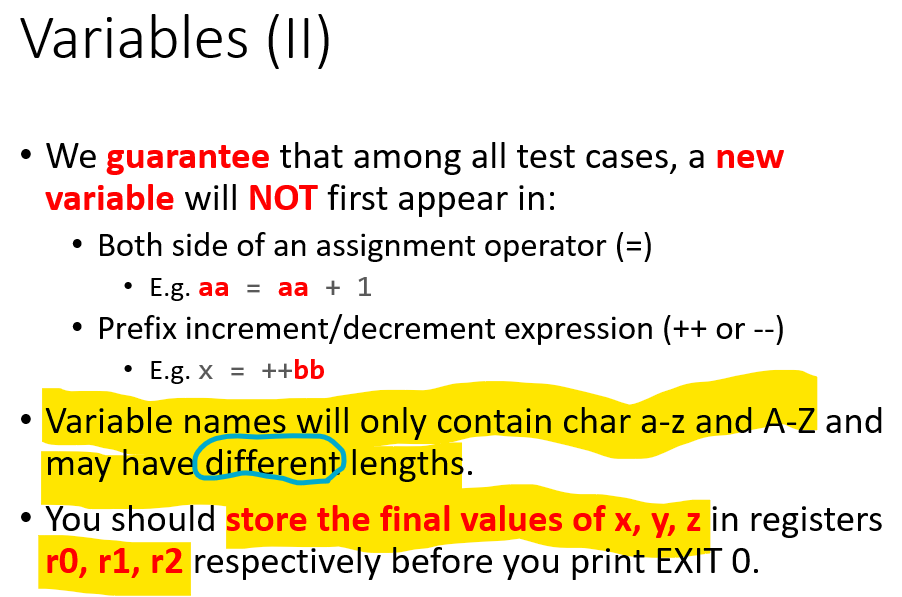 Variables (II)
• We guarantee that among all test cases, a new
variable will NOT first appear in:
• Both side of an assignment operator (=)
• E.g. aa = aa + 1
• Prefix increment/decrement expression (++ or --)
• E.g. x = ++bb
• Variable names will only contain char a-z and A-Z and
may have different lengths.
• You should store the final values of x, y, z in registers
r0, r1, r2 respectively before you print EXIT 0.